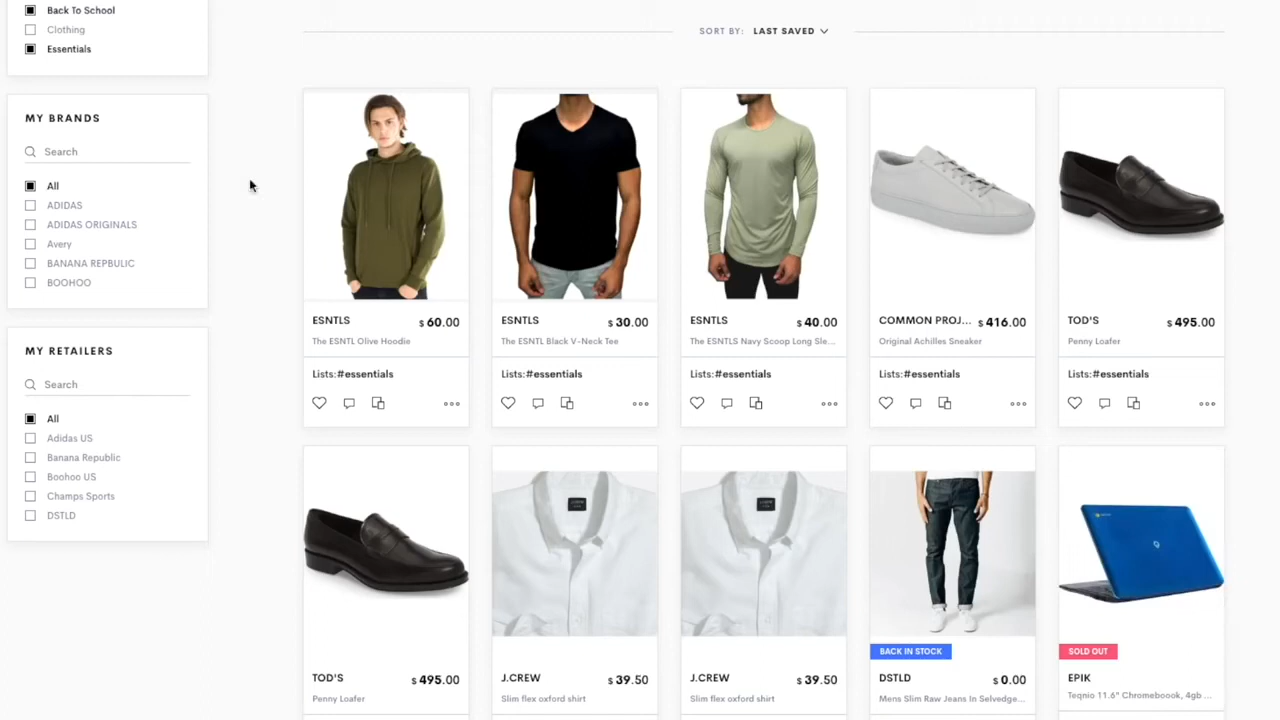 Back To School
Clothing
Essentials
MY BRANDS
Search
All
ADIDAS
ADIDAS ORIGINALS
Avery
BANANA REPBULIC
BOOHOO
MY RETAILERS
Search
All
Adidas US
Banana Republic
Boohoo US
Champs Sports
DSTLD
SORT BY: LAST SAVED
ESNTLS $ 60.00
The ESNTL Olive Hoodie
Lists:#essentials
ESNTLS $ 30.00
The ESNTL Black V-Neck Tee
Lists:#essentials
ESNTLS $ 40.00
The ESNTLS Navy Scoop Long Sle...
Lists:#essentials
COMMON PROJ... $ 416.00
Original Achilles Sneaker
Lists:#essentials
TOD'S $ 495.00
Penny Loafer
Lists:#essentials
TOD'S $ 495.00
Penny Loafer
J.CREW $ 39.50
Slim flex oxford shirt
J.CREW $ 39.50
Slim flex oxford shirt
BACK IN STOCK
DSTLD $ 0.00
Mens Slim Raw Jeans In Selvedge...
SOLD OUT
EPIK
Teqnio 11.6" Chromeboook, 4gb ...